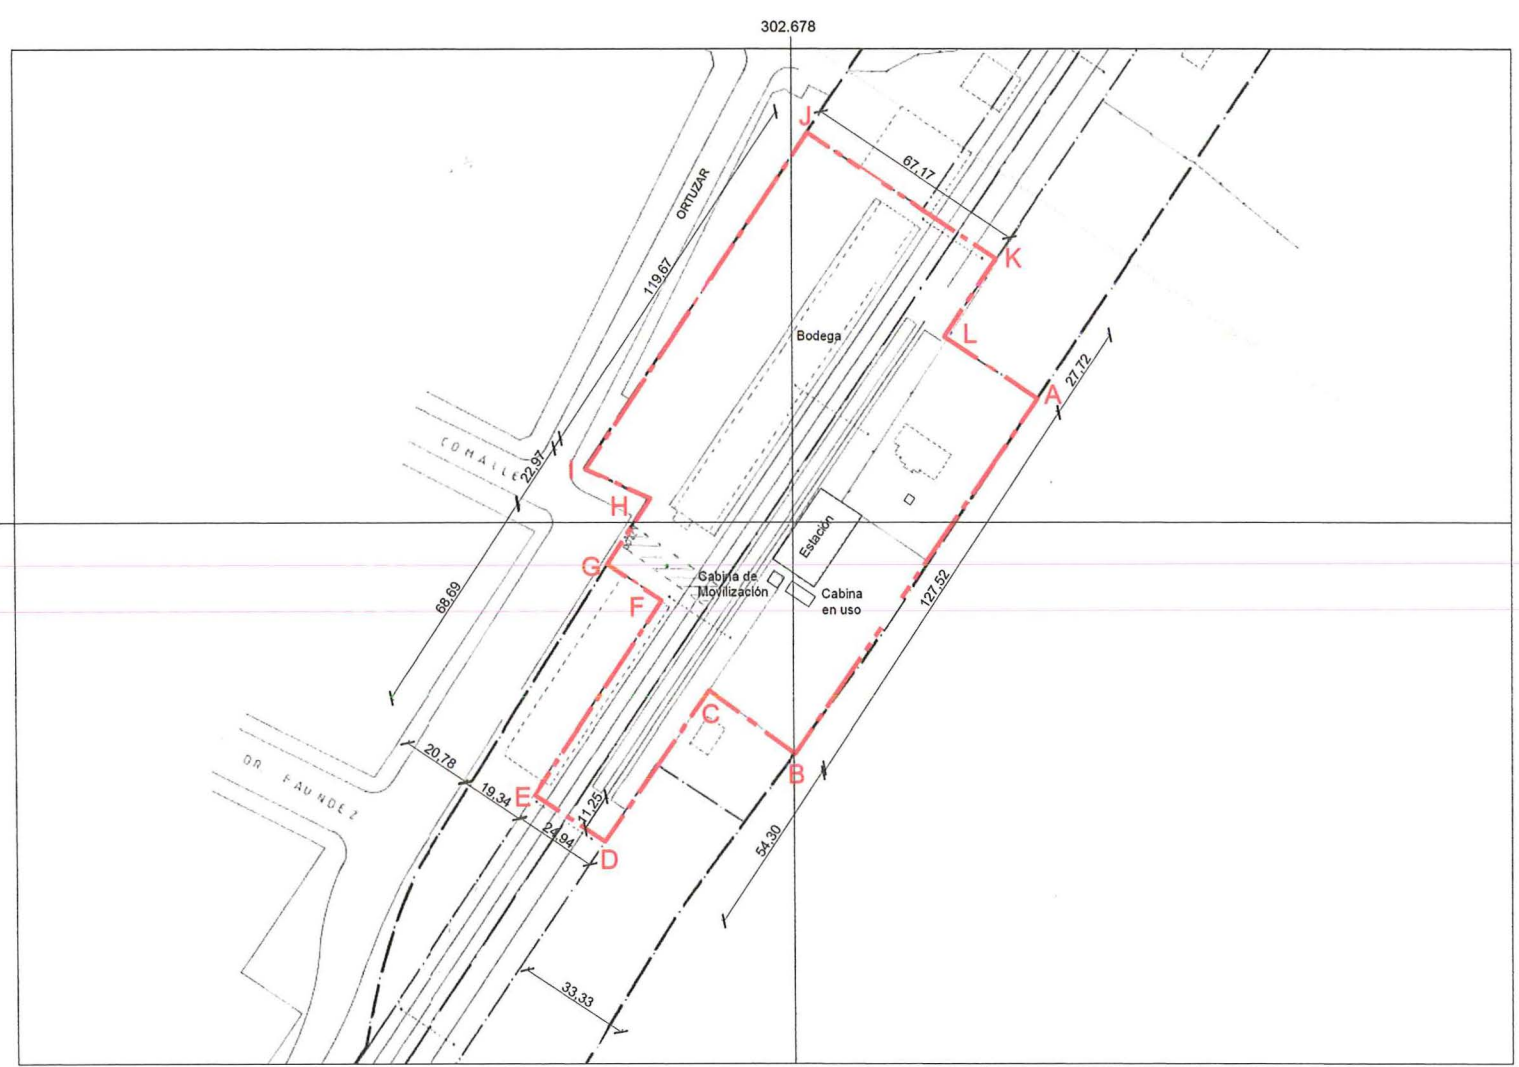 302.678
J
67,17
ORTUZAR
K
119,67
Bodega
L
27,72
A
COMALLE
22,97
I
H
Estación
G
Cabina de
Movilización
Cabina
en uso
127,52
F
68,69
C
B
DR. FAUNDEZ
20,78
19,34
E
11,25
24,94
D
54,30
33,33